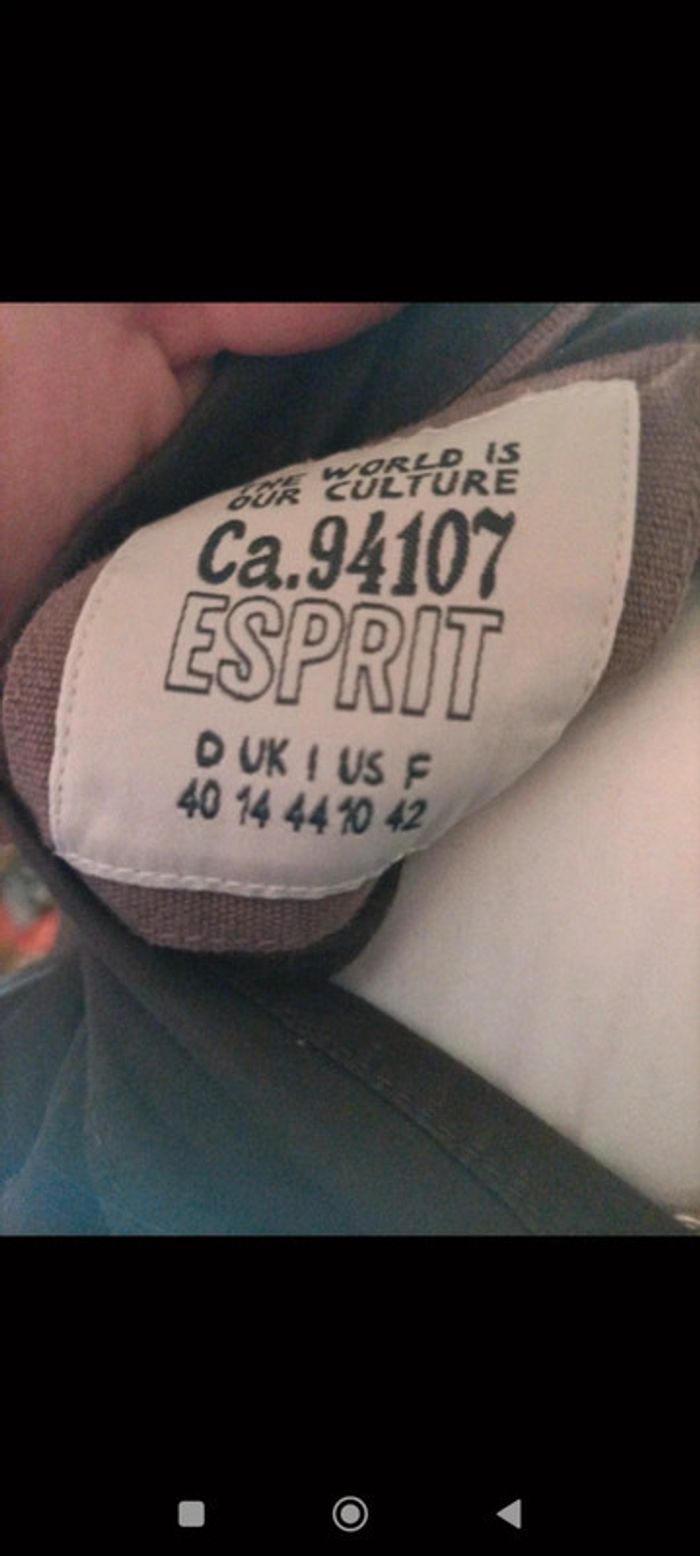 THE WORLD IS
OUR CULTURE
Ca.94107
ESPRIT
D UK I US F
40 14 44 10 42